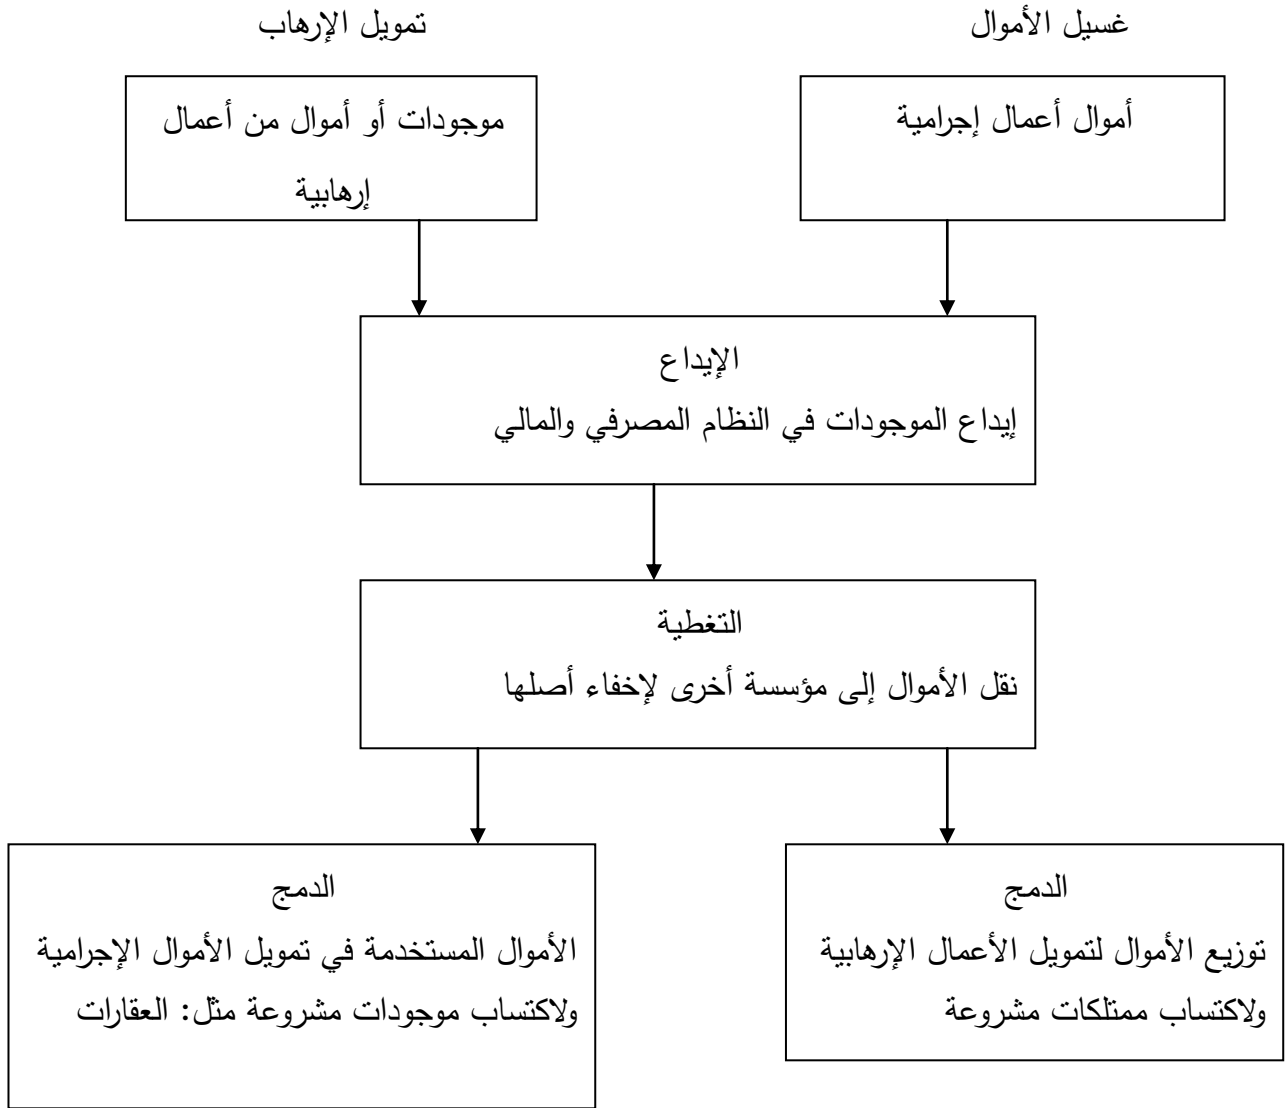 غسيل الأموال
تمويل الإرهاب
أموال أعمال إجرامية
موجودات أو أموال من أعمال
إرهابية
الإيداع
إيداع الموجودات في النظام المصرفي والمالي
التغطية
نقل الأموال إلى مؤسسة أخرى لإخفاء أصلها
الدمج
توزيع الأموال لتمويل الأعمال الإرهابية
ولاكتساب ممتلكات مشروعة
الدمج
الأموال المستخدمة في تمويل الأموال الإجرامية
ولاكتساب موجودات مشروعة مثل: العقارات